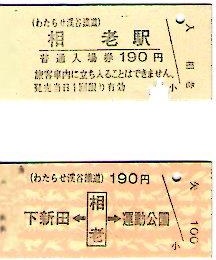 (わたらせ渓谷鐵道)
相老駅
普通入場券 190円
旅客車内に立ち入ることはできません。
発売当日1回限り有効
小
(わたらせ渓谷鐵道) 190円
下新田 ← 相老 → 運動公園
小